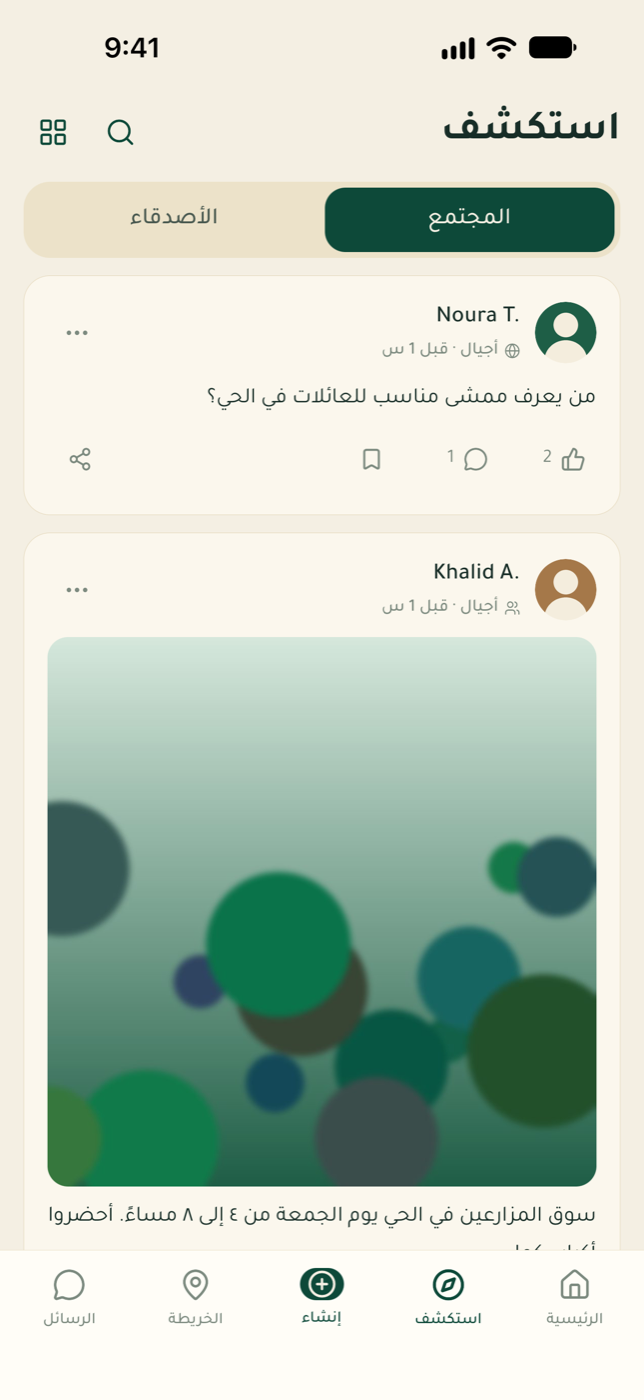 9:41
استكشف
المجتمع
الأصدقاء
Noura T.
أجيال · قبل 1 س
من يعرف ممشى مناسب للعائلات في الحي؟
2
1
Khalid A.
أجيال · قبل 1 س
سوق المزارعين في الحي يوم الجمعة من ٤ إلى ٨ مساءً. أحضروا
الرئيسية
استكشف
إنشاء
الخريطة
الرسائل